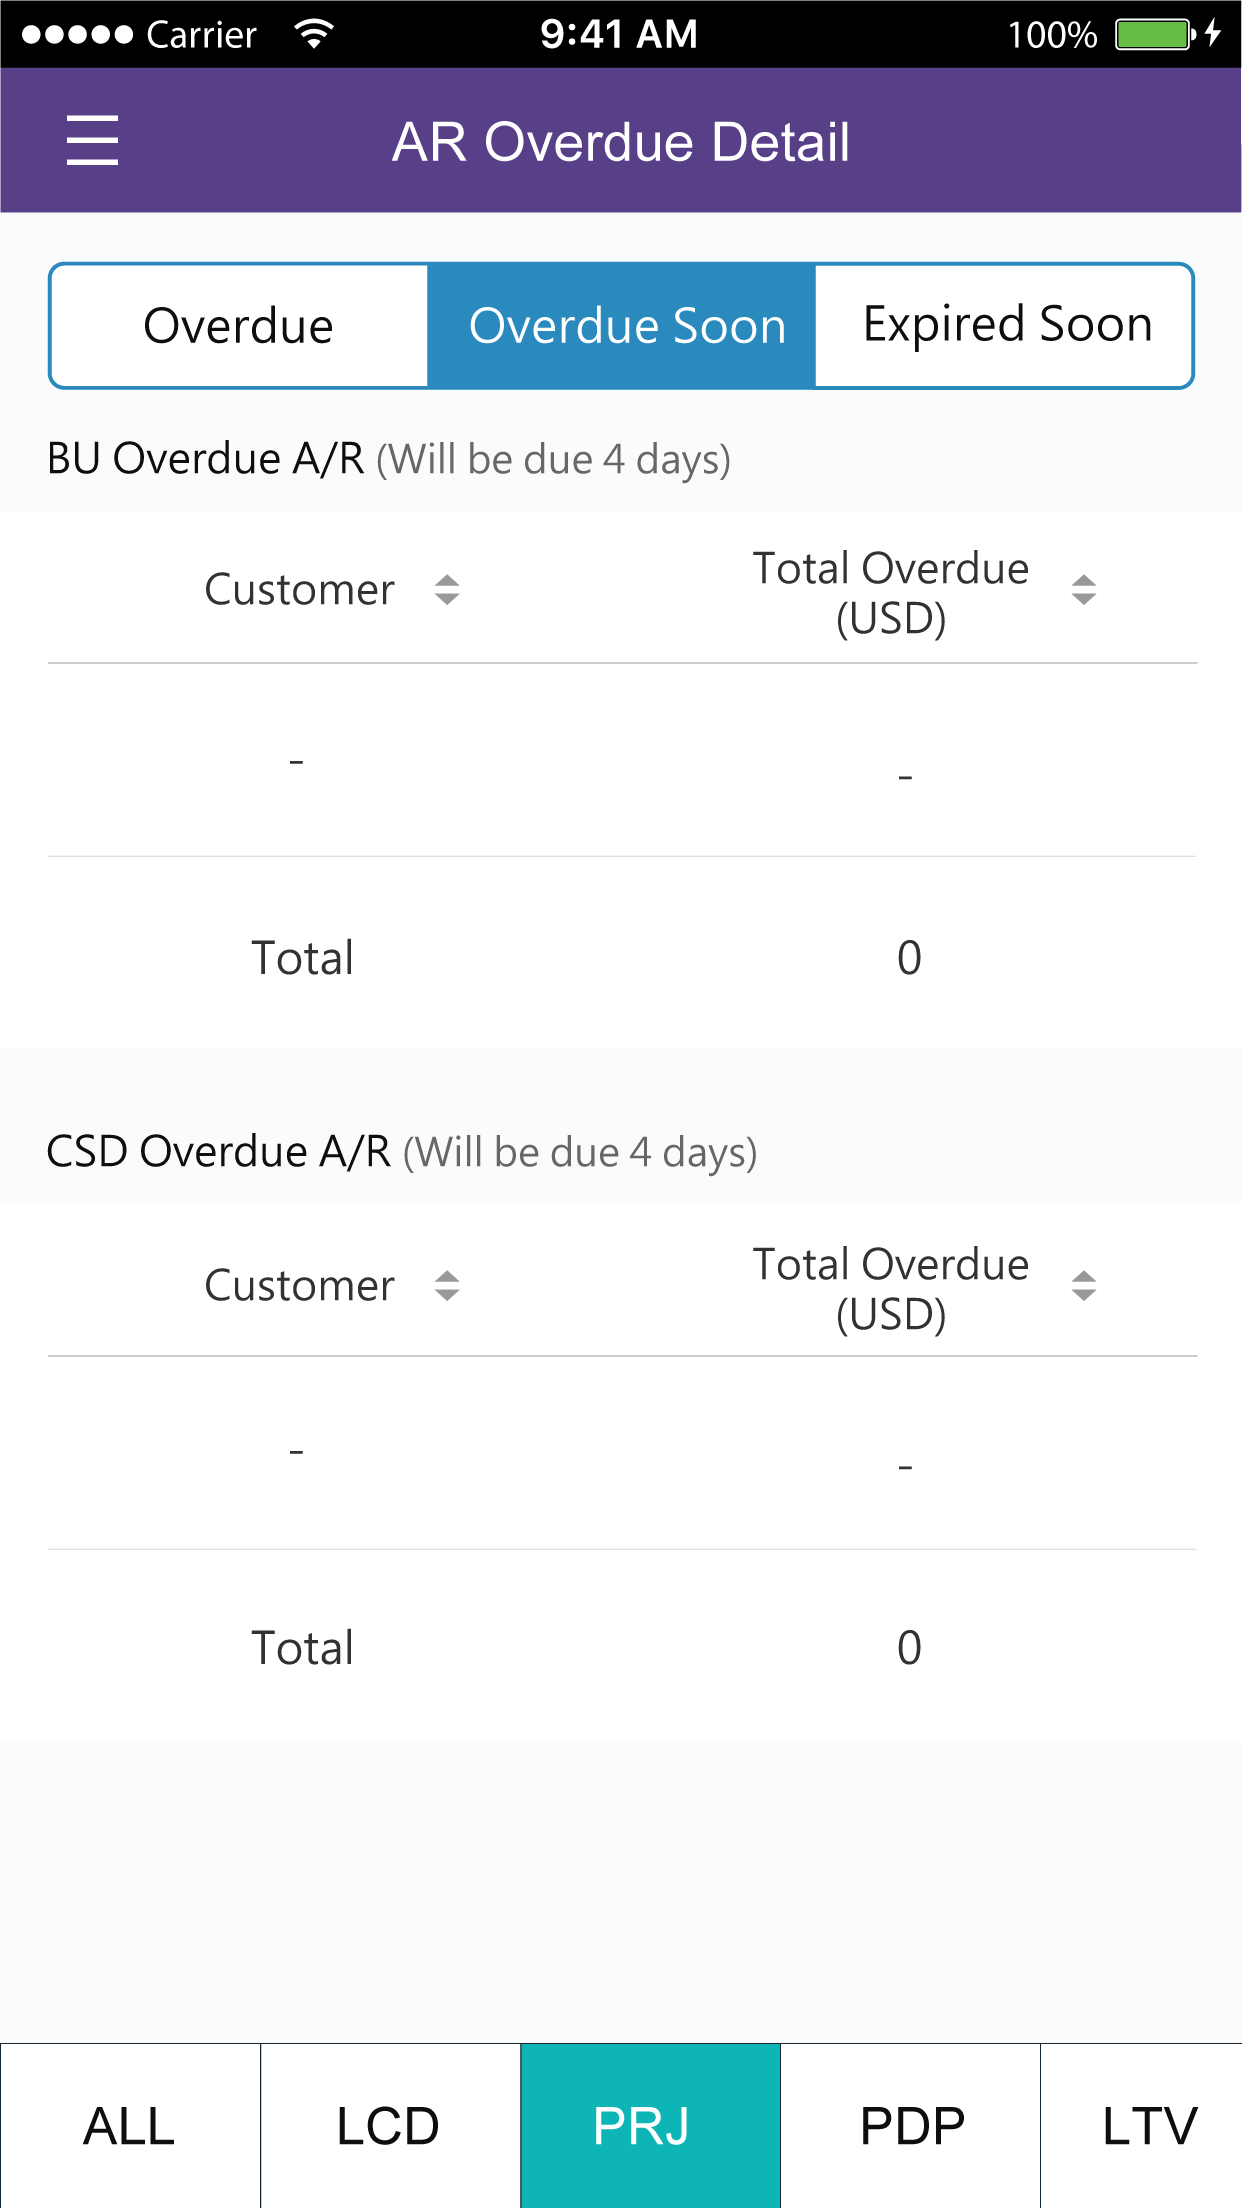 Carrier 9:41 AM 100%
AR Overdue Detail
Overdue Overdue Soon Expired Soon
BU Overdue A/R (Will be due 4 days)
Customer Total Overdue
(USD)
- -
Total 0
CSD Overdue A/R (Will be due 4 days)
Customer Total Overdue
(USD)
- -
Total 0
ALL LCD PRJ PDP LTV